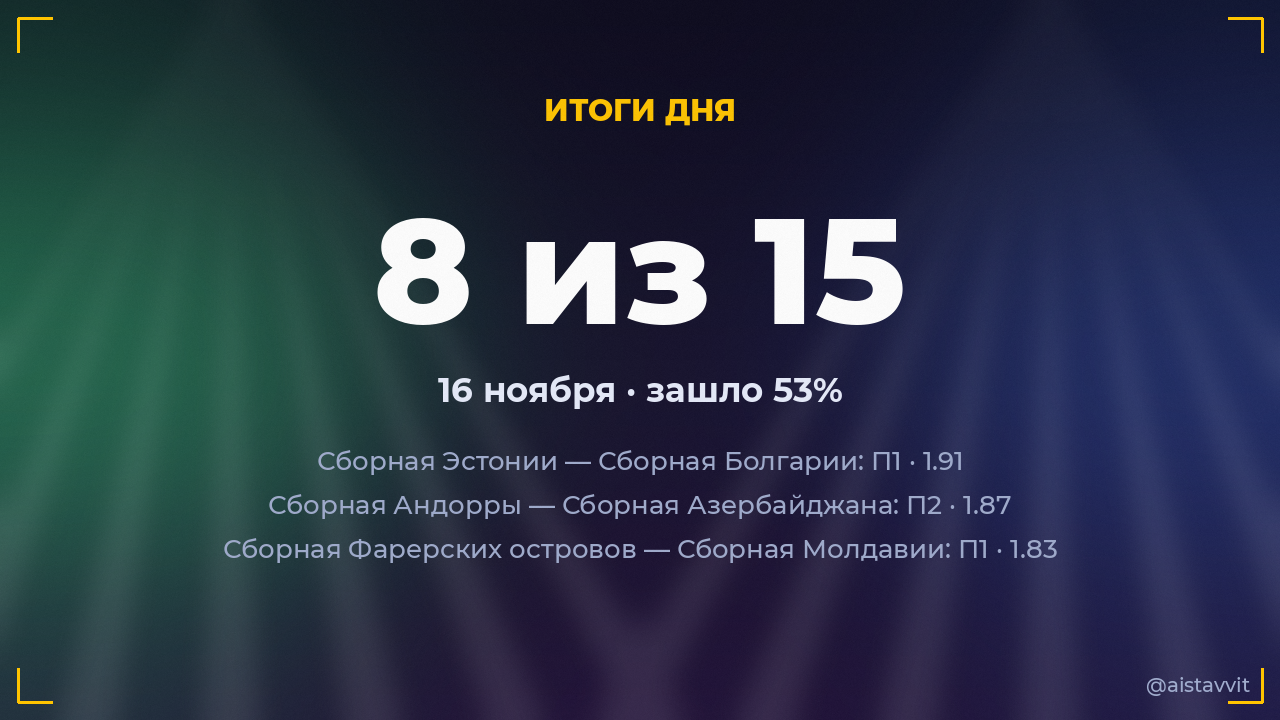 ИТОГИ ДНЯ
8 из 15
16 ноября · зашло 53%
Сборная Эстонии — Сборная Болгарии: П1 · 1.91
Сборная Андорры — Сборная Азербайджана: П2 · 1.87
Сборная Фарерских островов — Сборная Молдавии: П1 · 1.83
@aistavvit